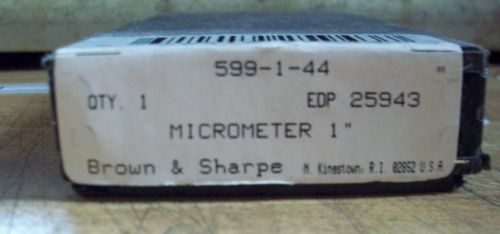 599-1-44
QTY. 1 EDP 25943
MICROMETER 1"
Brown & Sharpe N. Kingstown, R.I. 02852 U.S.A